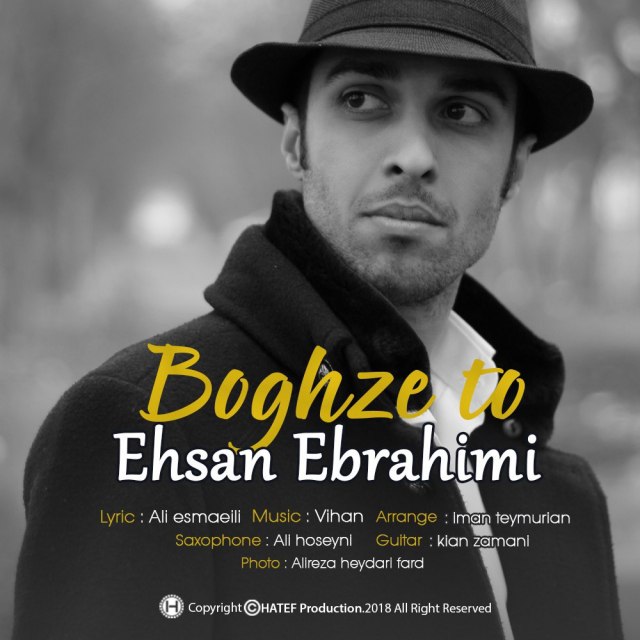 Boghze to
Ehsan Ebrahimi
Lyric : Ali esmaeili Music : Vihan Arrange : iman teymurian
Saxophone : Ali hoseyni Guitar : kian zamani
Photo : Alireza heydari fard
H Copyright ©HATEF Production.2018 All Right Reserved